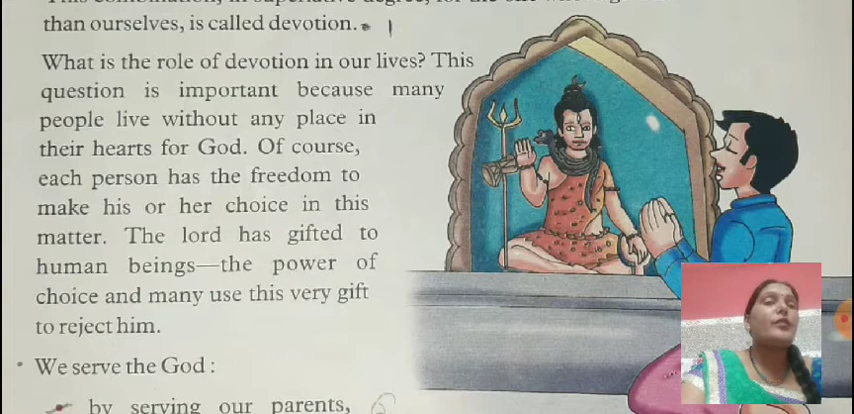 than ourselves, is called devotion.
What is the role of devotion in our lives? This
question is important because many
people live without any place in
their hearts for God. Of course,
each person has the freedom to
make his or her choice in this
matter. The lord has gifted to
human beings—the power of
choice and many use this very gift
to reject him.
• We serve the God :
by serving our parents,